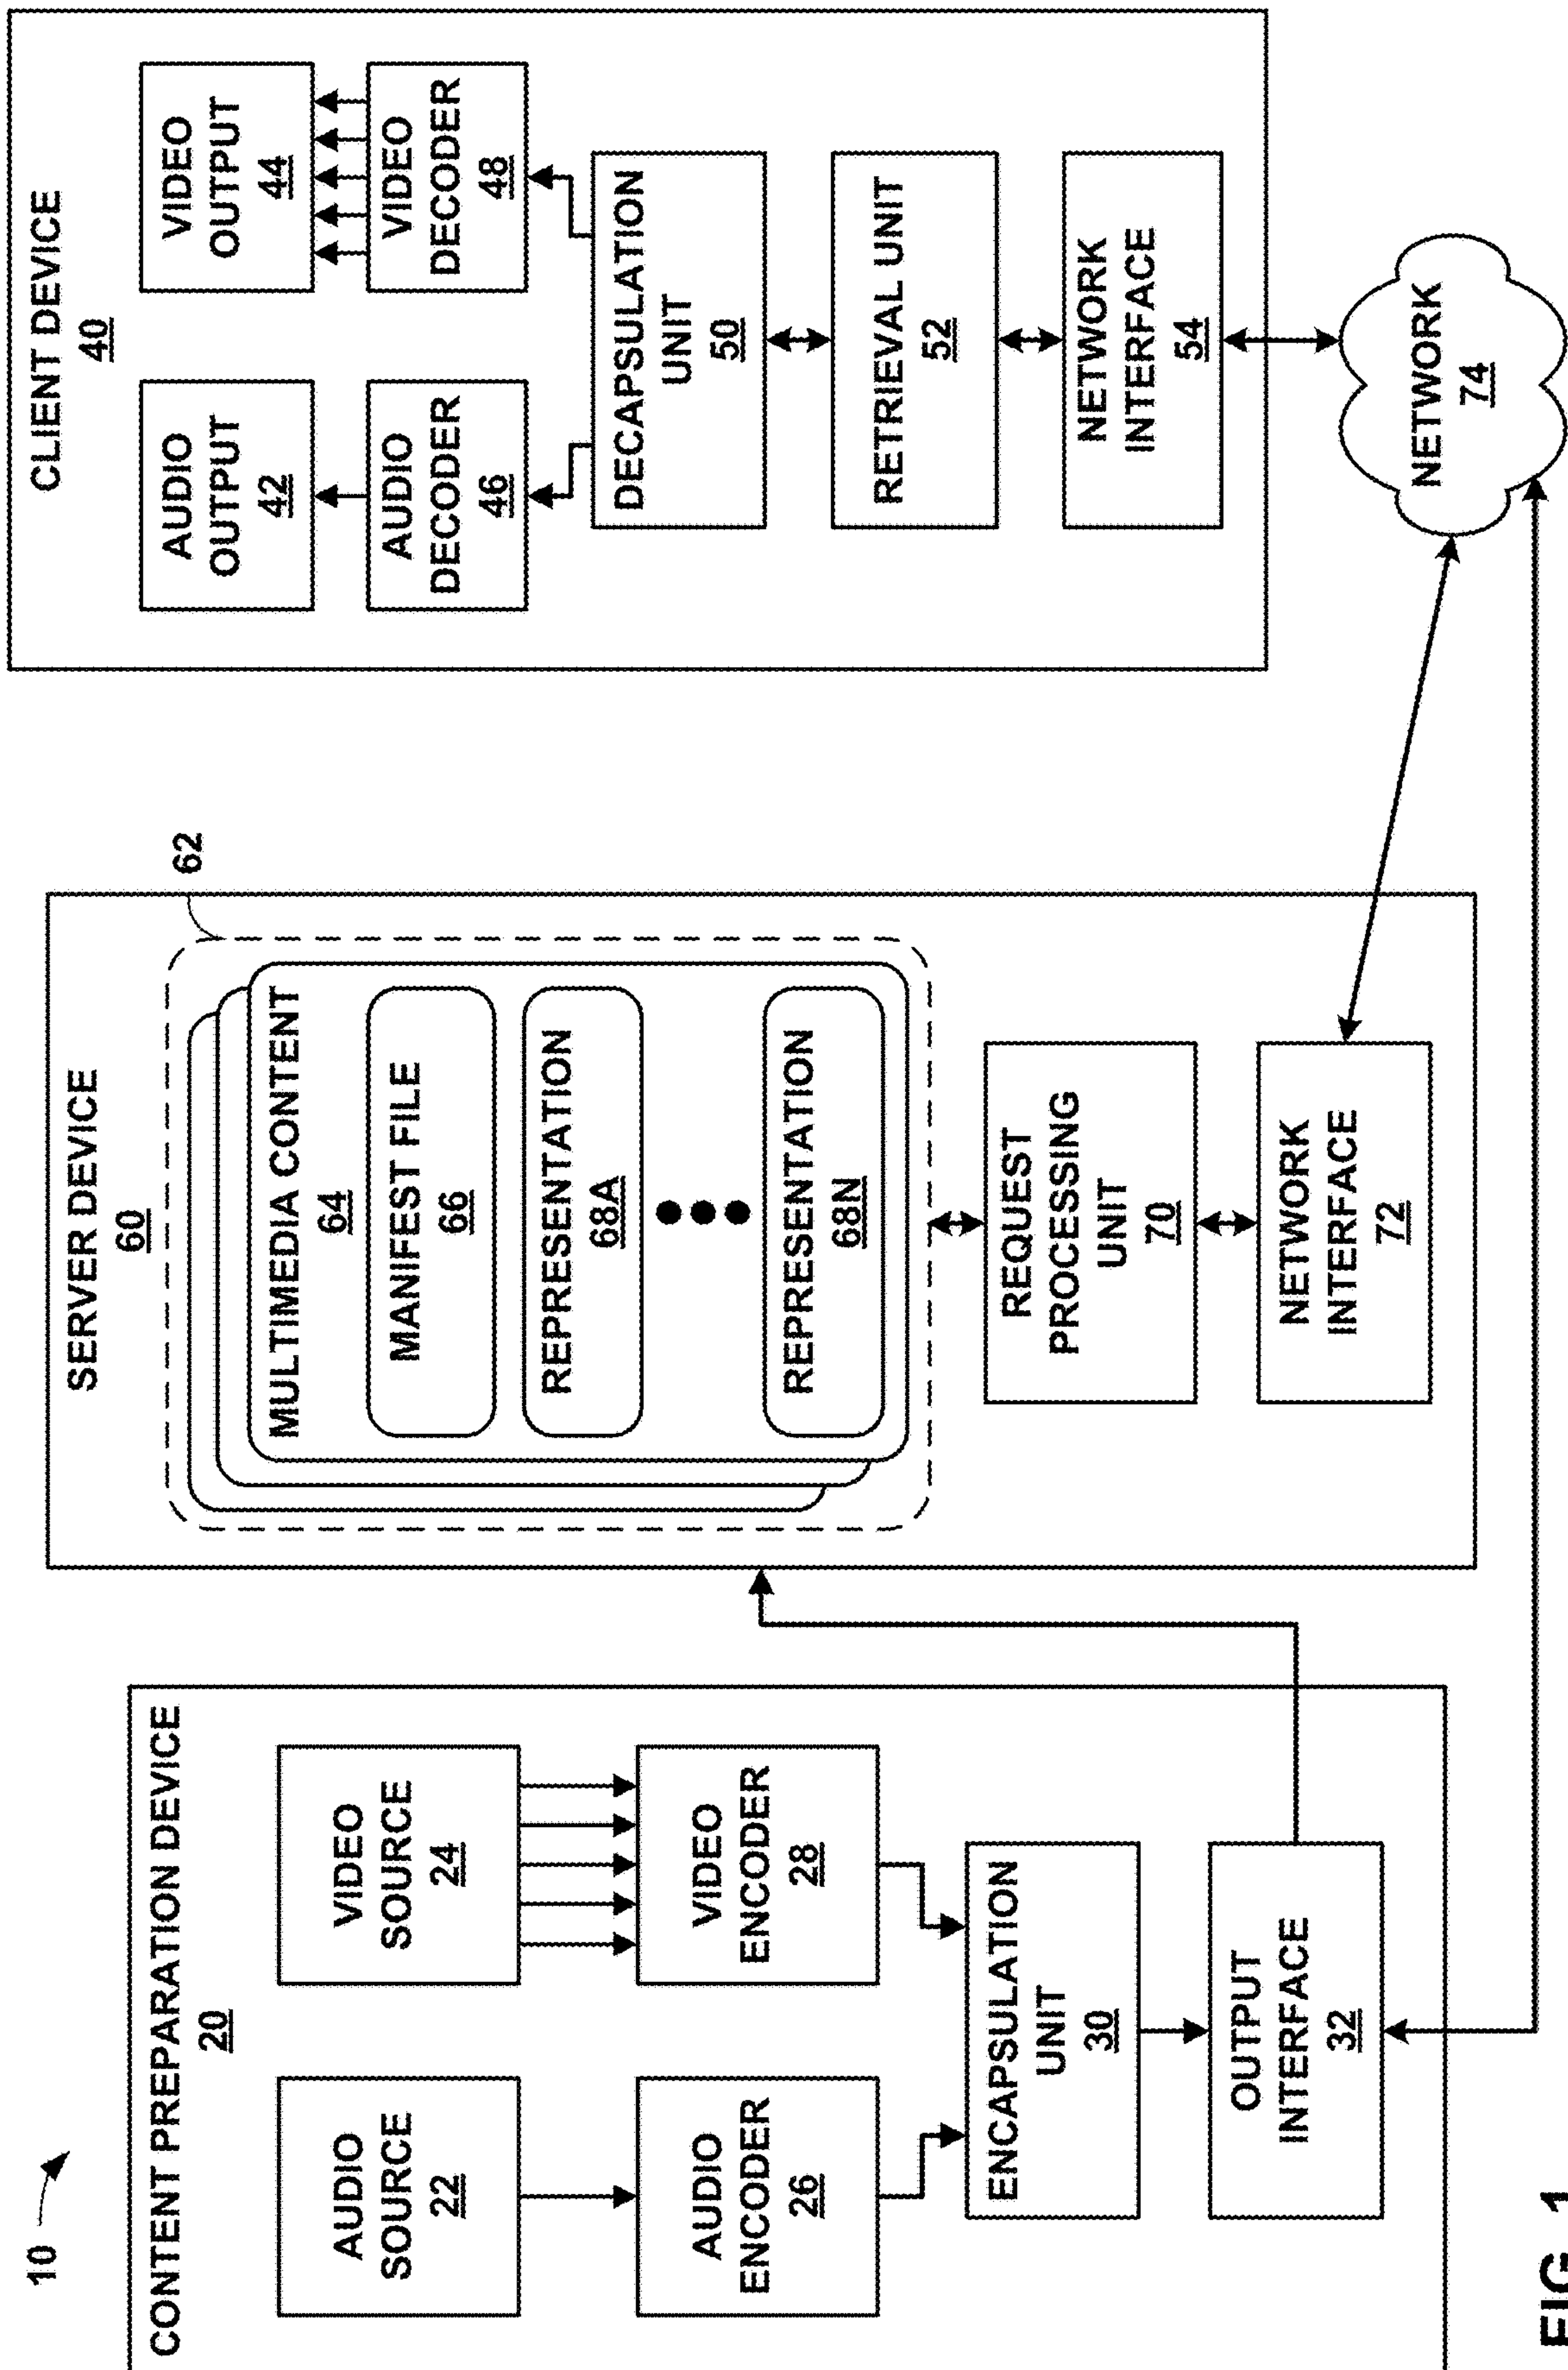 10
CONTENT PREPARATION DEVICE
20
AUDIO
SOURCE
22
VIDEO
SOURCE
24
AUDIO
ENCODER
26
VIDEO
ENCODER
28
ENCAPSULATION
UNIT
30
OUTPUT
INTERFACE
32
SERVER DEVICE
60
62
MULTIMEDIA CONTENT
64
MANIFEST FILE
66
REPRESENTATION
68A
REPRESENTATION
68N
REQUEST
PROCESSING
UNIT
70
NETWORK
INTERFACE
72
CLIENT DEVICE
40
AUDIO
OUTPUT
42
VIDEO
OUTPUT
44
AUDIO
DECODER
46
VIDEO
DECODER
48
DECAPSULATION
UNIT
50
RETRIEVAL UNIT
52
NETWORK
INTERFACE
54
NETWORK
74
FIG. 1